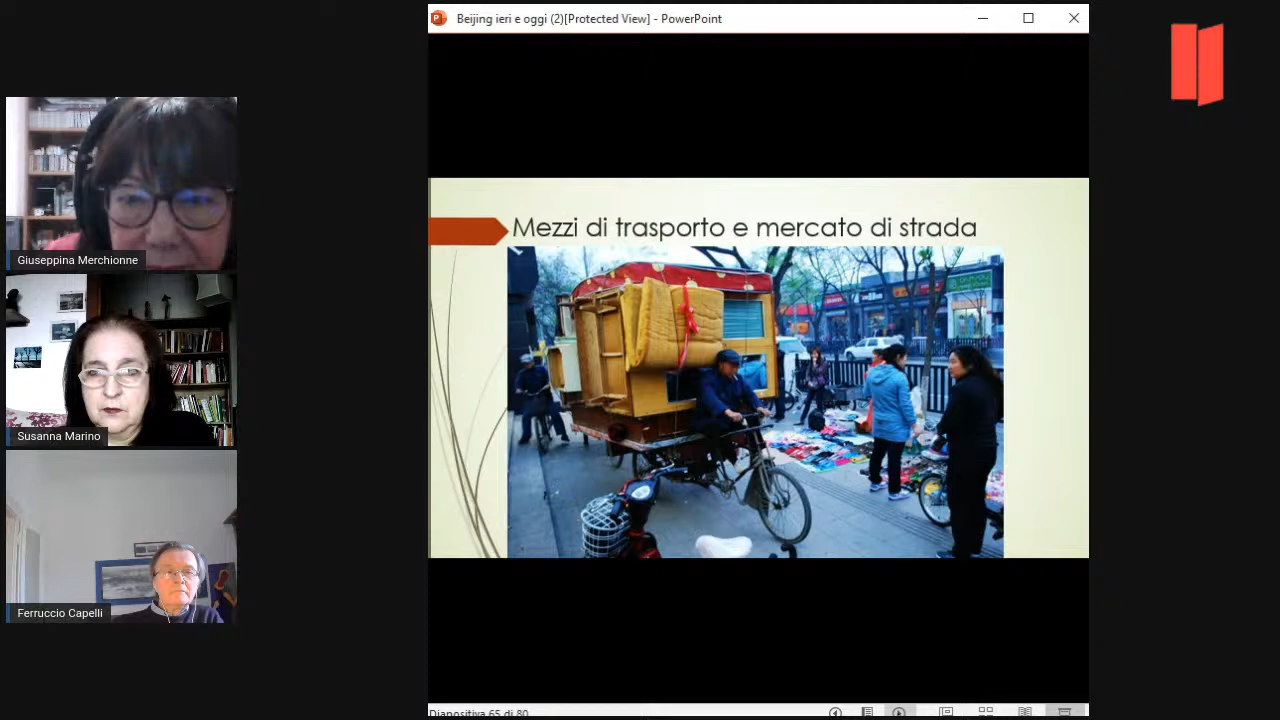 Beijing ieri e oggi (2)[Protected View] - PowerPoint
Giuseppina Merchionne
Susanna Marino
Ferruccio Capelli
Mezzi di trasporto e mercato di strada
Diapositiva 65 di 80